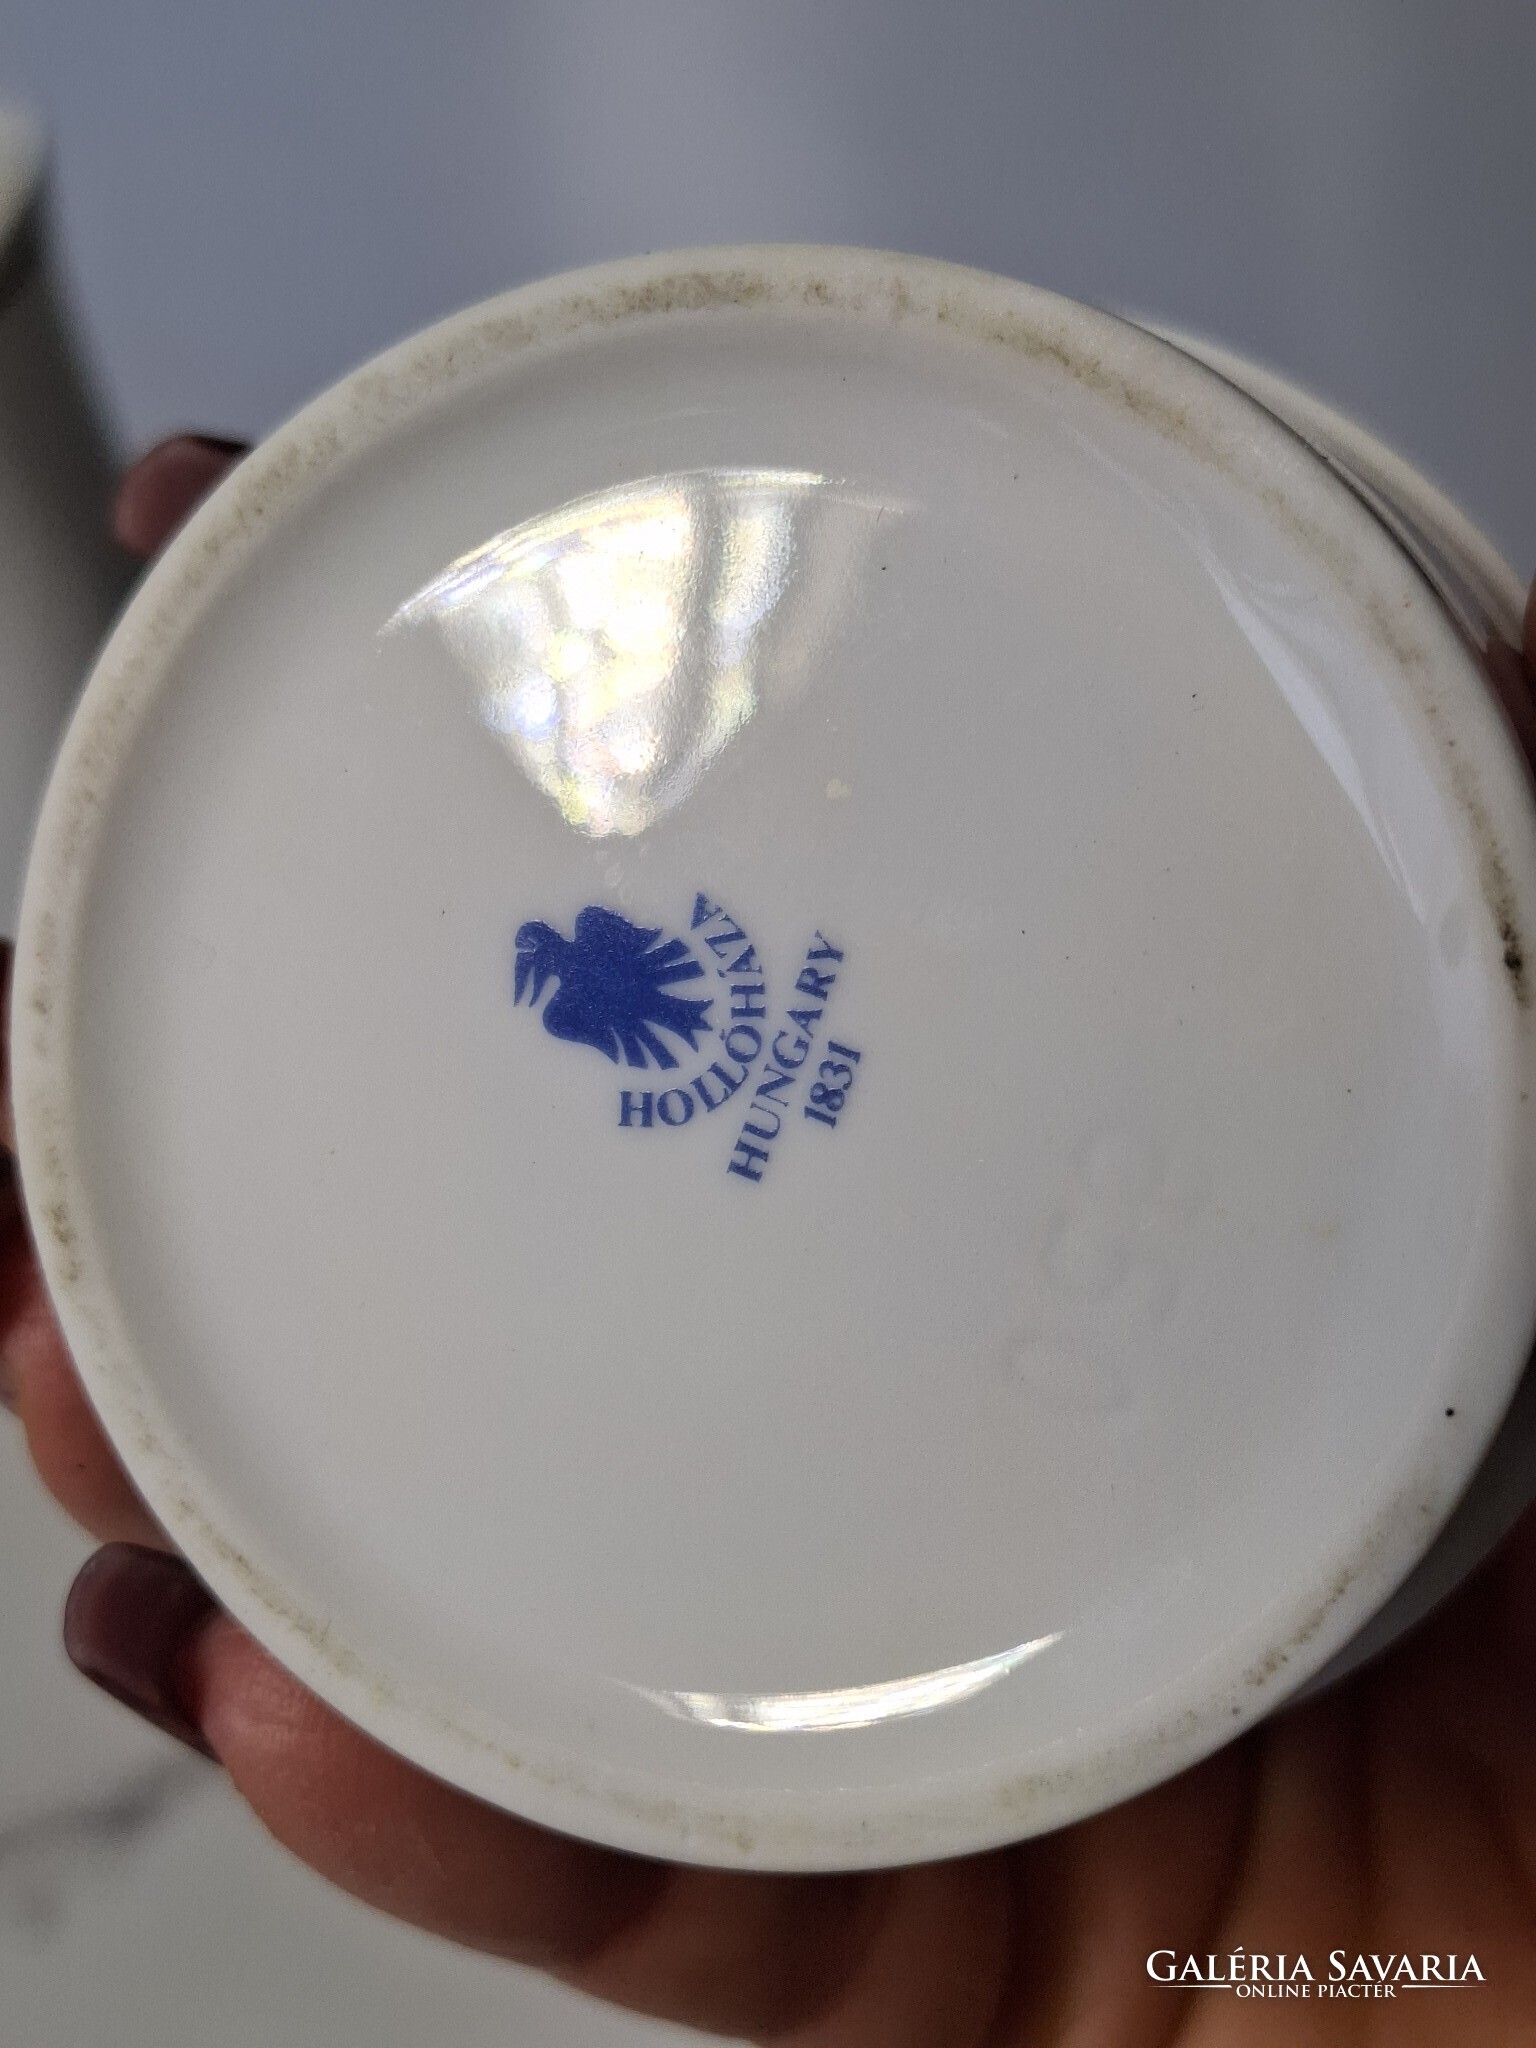 HOLLÓHÁZA
HUNGARY
1831
GALÉRIA SAVARIA
ONLINE PIACTÉR